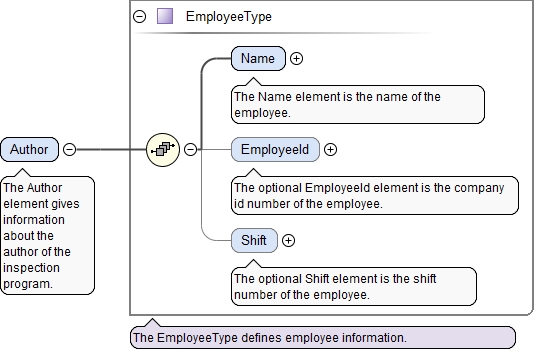 EmployeeType
Name
The Name element is the name of the
employee.
Author
The Author
element gives
information
about the
author of the
inspection
program.
EmployeeId
The optional EmployeeId element is the company
id number of the employee.
Shift
The optional Shift element is the shift
number of the employee.
The EmployeeType defines employee information.